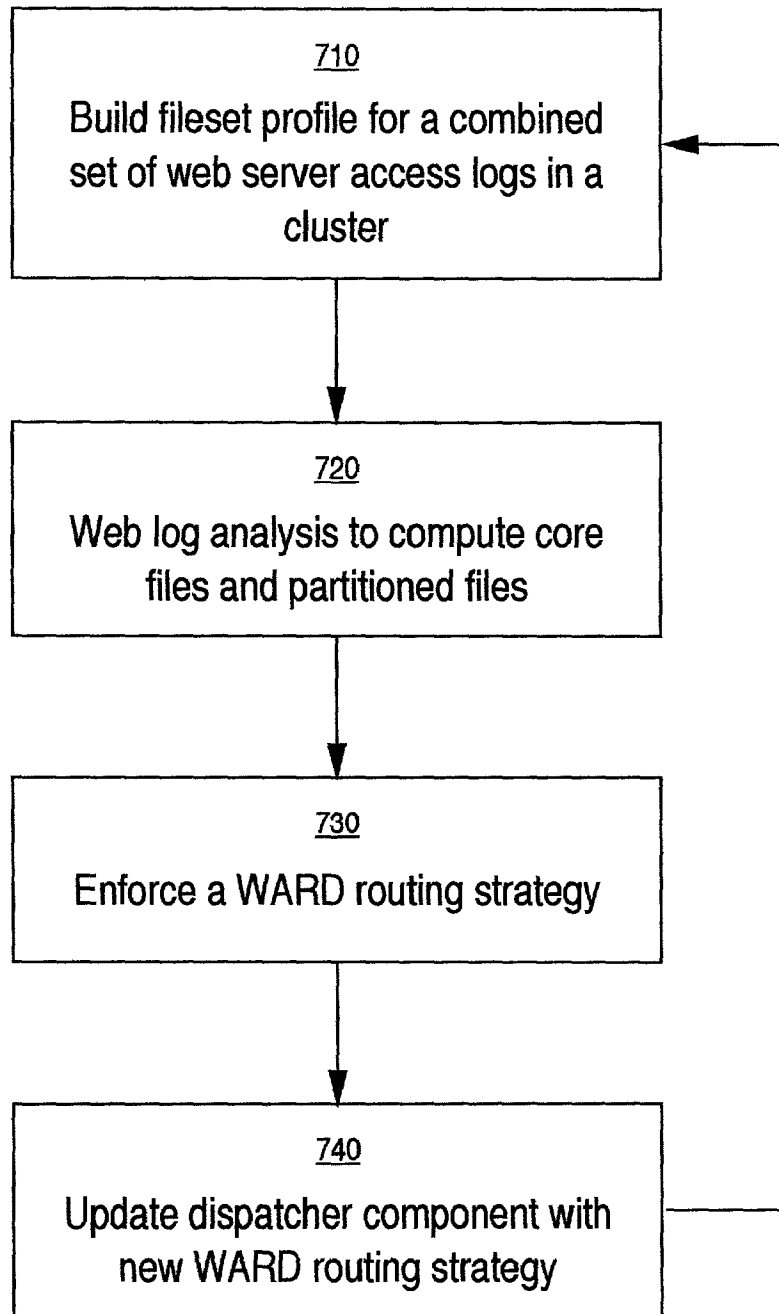 710
Build fileset profile for a combined
set of web server access logs in a
cluster
720
Web log analysis to compute core
files and partitioned files
730
Enforce a WARD routing strategy
740
Update dispatcher component with
new WARD routing strategy